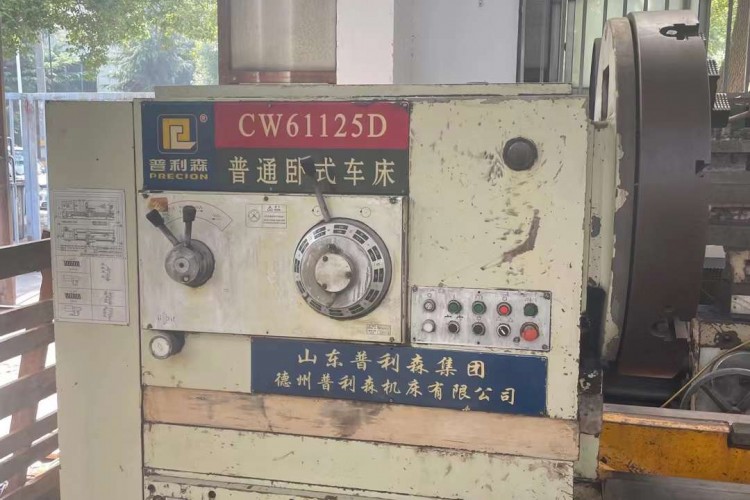 ®
CW61125D
普利森
PRECION
普通卧式车床
山东普利森集团
德州普利森机床有限公司